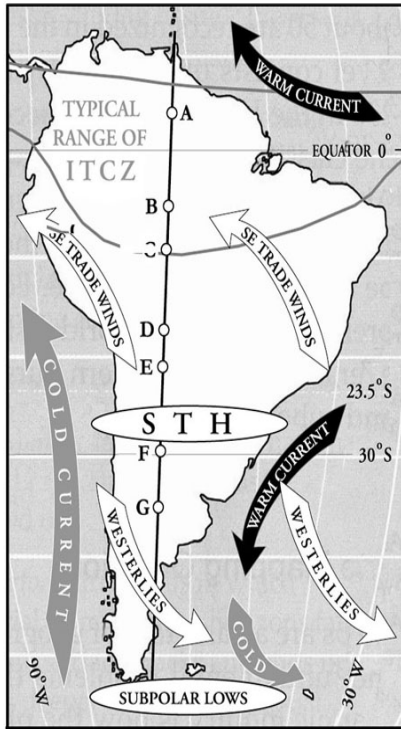 WARM CURRENT
TYPICAL
RANGE OF
ITCZ
A
EQUATOR 0°
B
SE TRADE WINDS
SE TRADE WINDS
C
D
E
COLD CURRENT
23.5°S
STH
F
30°S
WARM CURRENT
G
WESTERLIES
WESTERLIES
COLD
90°W
30°W
SUBPOLAR LOWS